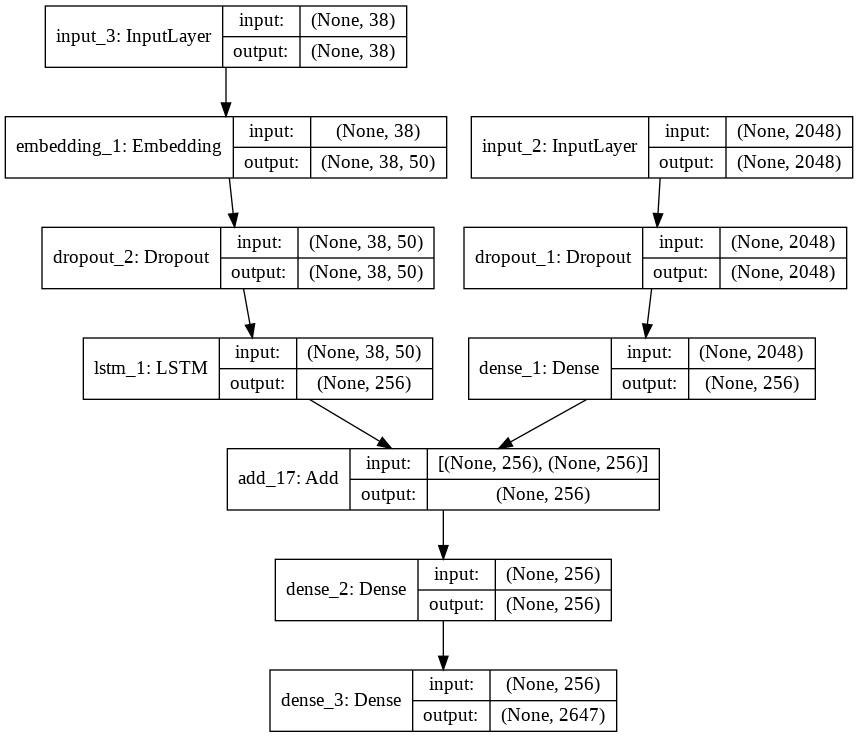 input_3: InputLayer
input:
(None, 38)
output:
(None, 38)
embedding_1: Embedding
input:
(None, 38)
output:
(None, 38, 50)
input_2: InputLayer
input:
(None, 2048)
output:
(None, 2048)
dropout_2: Dropout
input:
(None, 38, 50)
output:
(None, 38, 50)
dropout_1: Dropout
input:
(None, 2048)
output:
(None, 2048)
lstm_1: LSTM
input:
(None, 38, 50)
output:
(None, 256)
dense_1: Dense
input:
(None, 2048)
output:
(None, 256)
add_17: Add
input:
[(None, 256), (None, 256)]
output:
(None, 256)
dense_2: Dense
input:
(None, 256)
output:
(None, 256)
dense_3: Dense
input:
(None, 256)
output:
(None, 2647)